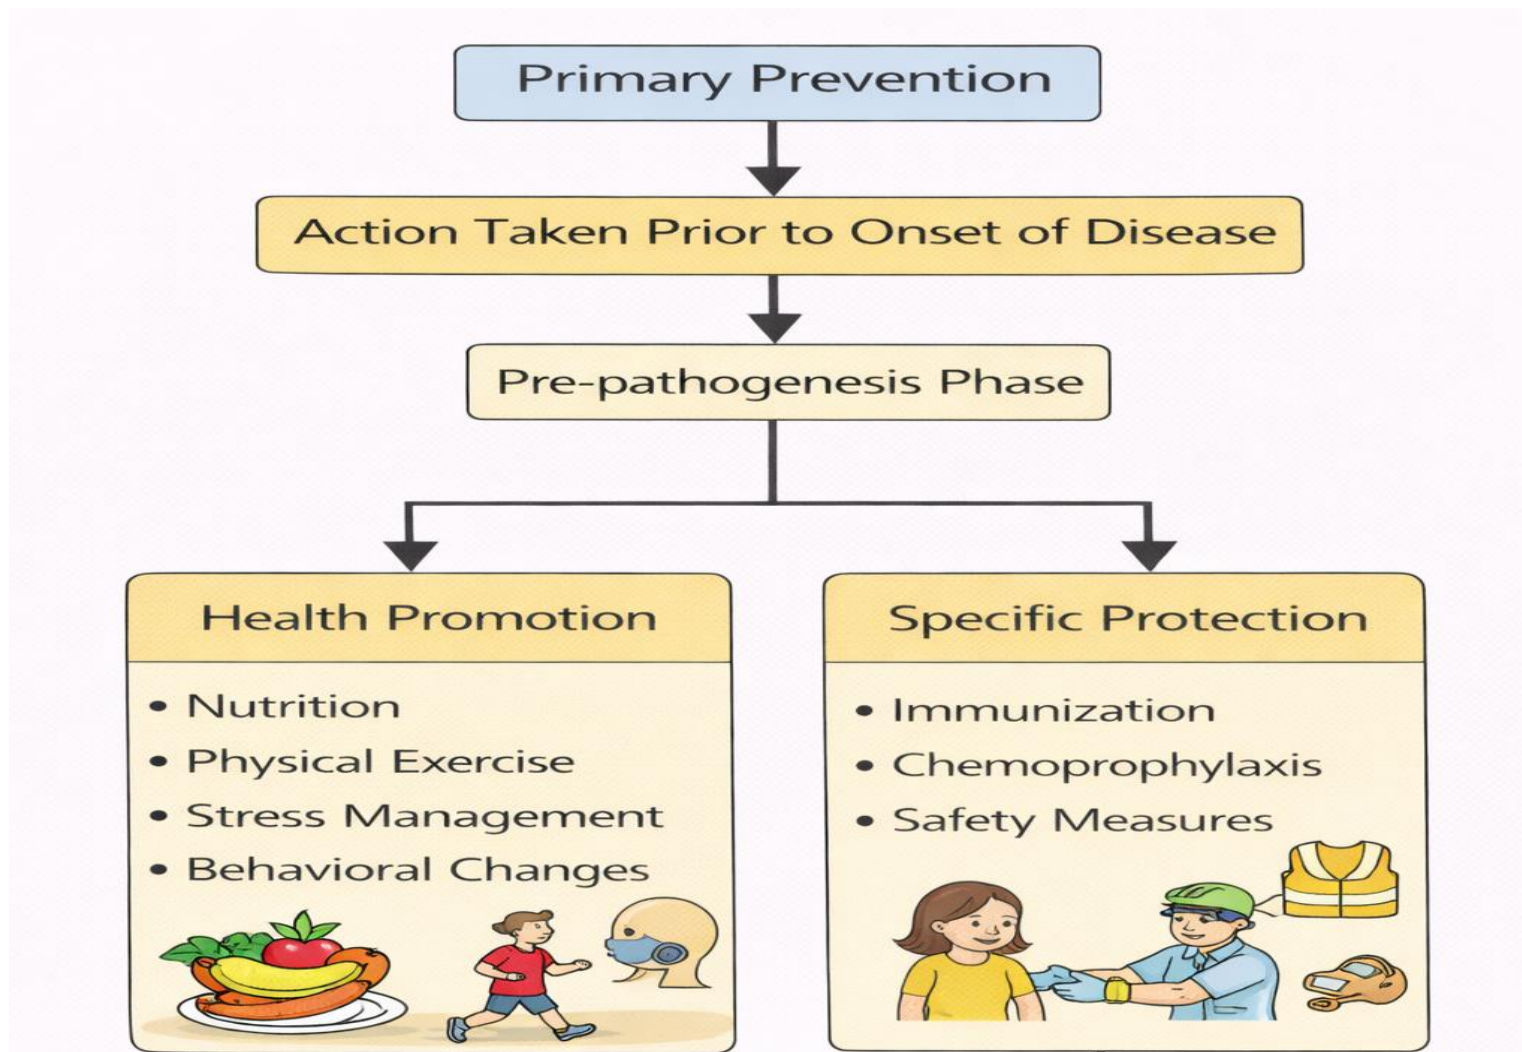 Primary Prevention
Action Taken Prior to Onset of Disease
Pre-pathogenesis Phase
Health Promotion
• Nutrition
• Physical Exercise
• Stress Management
• Behavioral Changes
Specific Protection
• Immunization
• Chemoprophylaxis
• Safety Measures